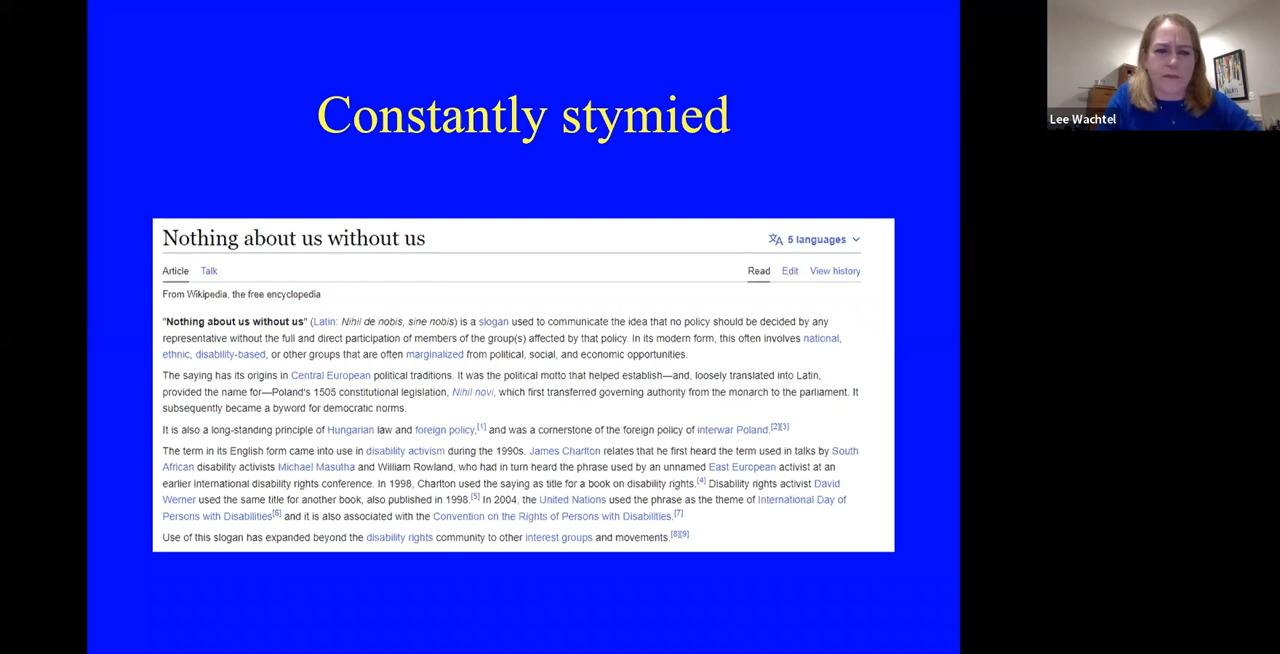 Constantly stymied
Lee Wachtel
Nothing about us without us
5 languages
Article Talk Read Edit View history
From Wikipedia, the free encyclopedia
"Nothing about us without us" (Latin: Nihil de nobis, sine nobis) is a slogan used to communicate the idea that no policy should be decided by any
representative without the full and direct participation of members of the group(s) affected by that policy. In its modern form, this often involves national,
ethnic, disability-based, or other groups that are often marginalized from political, social, and economic opportunities.
The saying has its origins in Central European political traditions. It was the political motto that helped establish—and, loosely translated into Latin,
provided the name for—Poland's 1505 constitutional legislation, Nihil novi, which first transferred governing authority from the monarch to the parliament. It
subsequently became a byword for democratic norms.
It is also a long-standing principle of Hungarian law and foreign policy,[1] and was a cornerstone of the foreign policy of interwar Poland.[2][3]
The term in its English form came into use in disability activism during the 1990s. James Charlton relates that he first heard the term used in talks by South
African disability activists Michael Masutha and William Rowland, who had in turn heard the phrase used by an unnamed East European activist at an
earlier international disability rights conference. In 1998, Charlton used the saying as title for a book on disability rights.[4] Disability rights activist David
Werner used the same title for another book, also published in 1998.[5] In 2004, the United Nations used the phrase as the theme of International Day of
Persons with Disabilities[6] and it is also associated with the Convention on the Rights of Persons with Disabilities.[7]
Use of this slogan has expanded beyond the disability rights community to other interest groups and movements.[8][9]